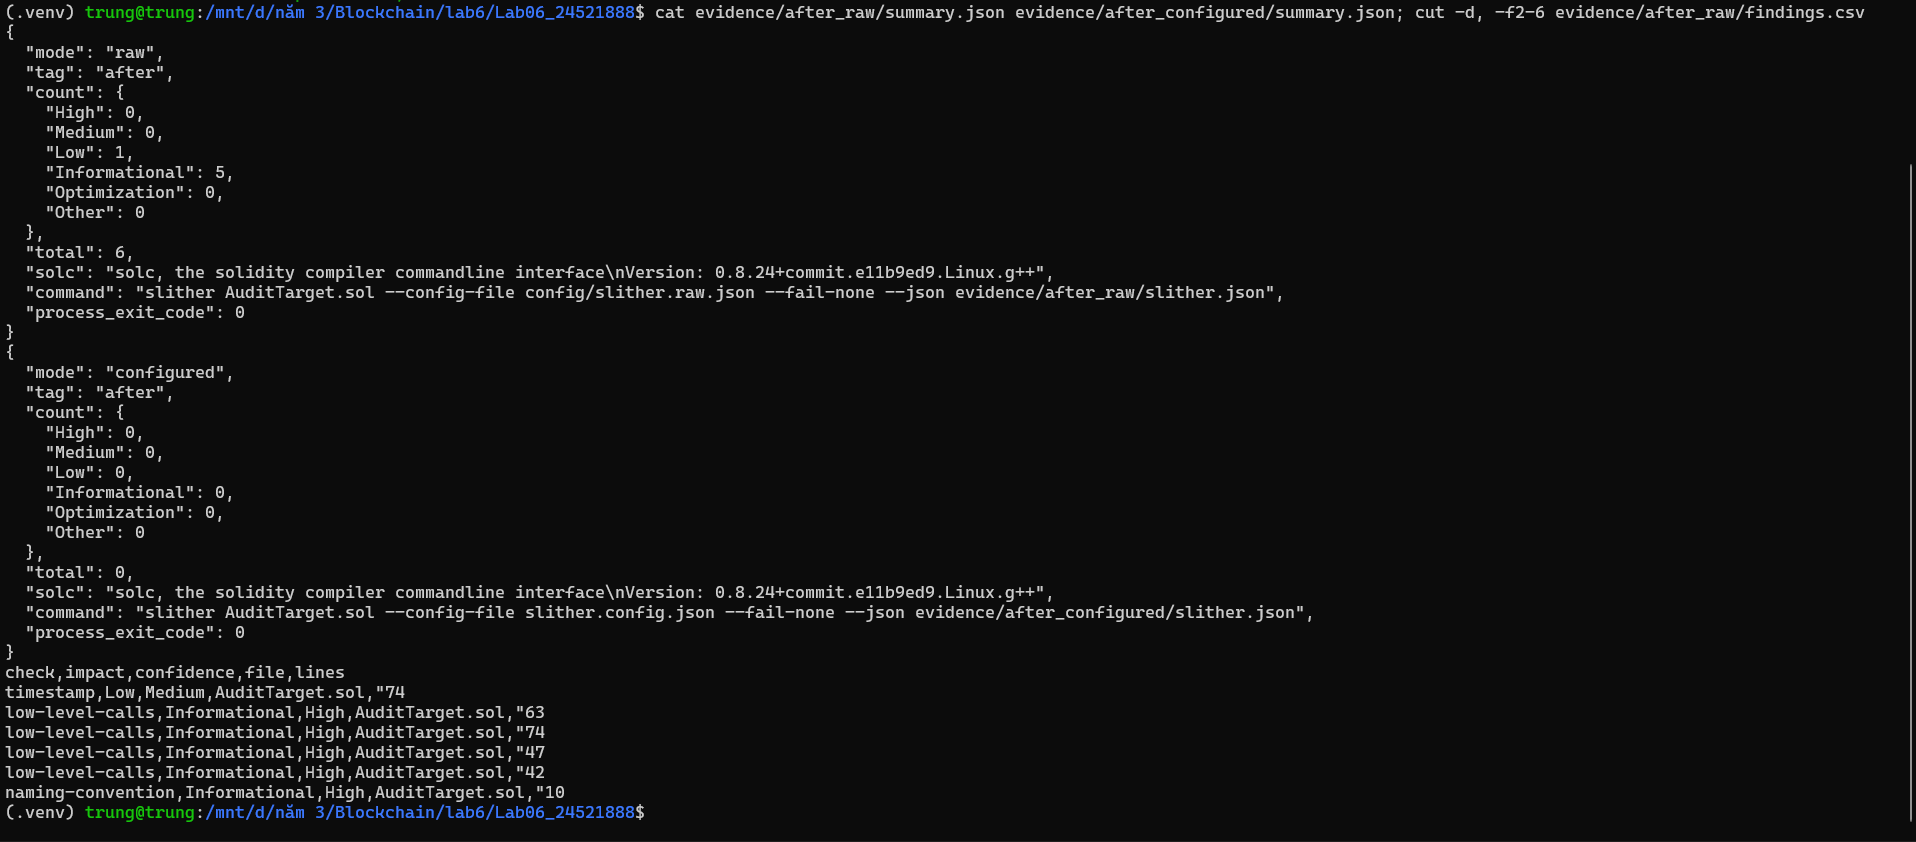 (.venv) trung@trung:/mnt/d/năm 3/Blockchain/lab6/Lab06_24521888$ cat evidence/after_raw/summary.json evidence/after_configured/summary.json; cut -d, -f2-6 evidence/after_raw/findings.csv
{
  "mode": "raw",
  "tag": "after",
  "count": {
    "High": 0,
    "Medium": 0,
    "Low": 1,
    "Informational": 5,
    "Optimization": 0,
    "Other": 0
  },
  "total": 6,
  "solc": "solc, the solidity compiler commandline interface\nVersion: 0.8.24+commit.e11b9ed9.Linux.g++",
  "command": "slither AuditTarget.sol --config-file config/slither.raw.json --fail-none --json evidence/after_raw/slither.json",
  "process_exit_code": 0
}
{
  "mode": "configured",
  "tag": "after",
  "count": {
    "High": 0,
    "Medium": 0,
    "Low": 0,
    "Informational": 0,
    "Optimization": 0,
    "Other": 0
  },
  "total": 0,
  "solc": "solc, the solidity compiler commandline interface\nVersion: 0.8.24+commit.e11b9ed9.Linux.g++",
  "command": "slither AuditTarget.sol --config-file slither.config.json --fail-none --json evidence/after_configured/slither.json",
  "process_exit_code": 0
}
check,impact,confidence,file,lines
timestamp,Low,Medium,AuditTarget.sol,"74
low-level-calls,Informational,High,AuditTarget.sol,"63
low-level-calls,Informational,High,AuditTarget.sol,"74
low-level-calls,Informational,High,AuditTarget.sol,"47
low-level-calls,Informational,High,AuditTarget.sol,"42
naming-convention,Informational,High,AuditTarget.sol,"10
(.venv) trung@trung:/mnt/d/năm 3/Blockchain/lab6/Lab06_24521888$